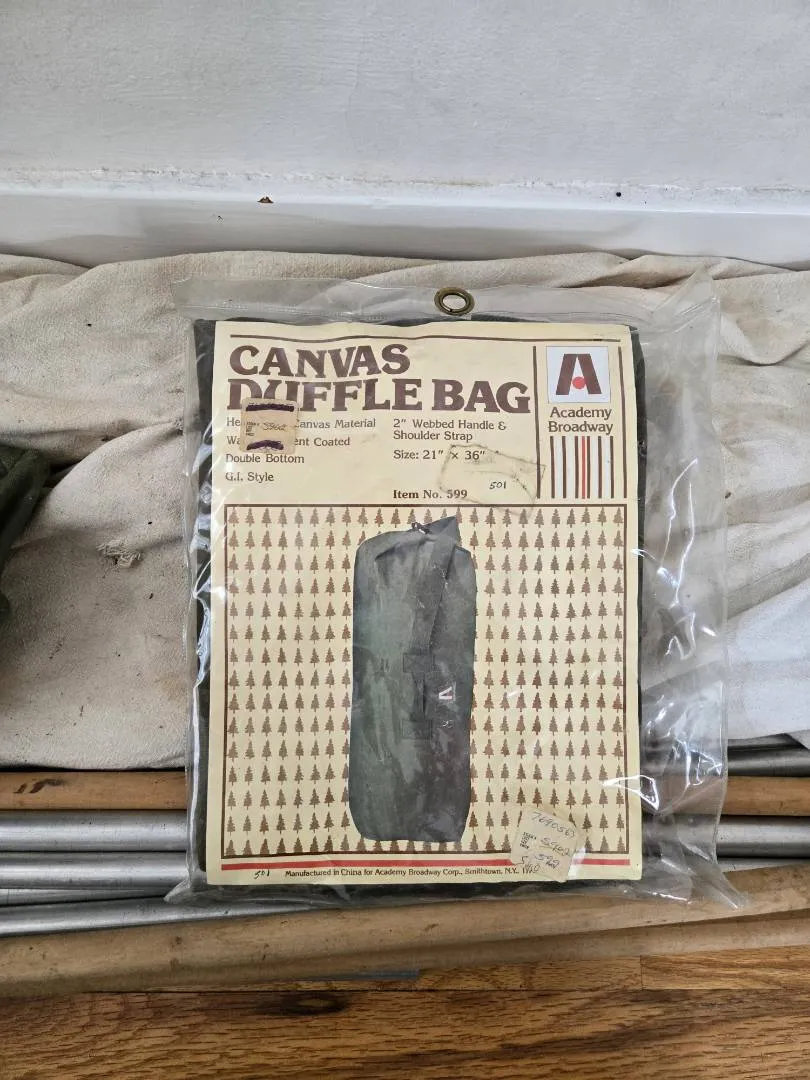 CANVAS
DUFFLE BAG
Canvas Material
Coated
Double Bottom
G.I. Style
2" Webbed Handle &
Shoulder Strap
Size: 21" x 36"
501
Item No. 599
A
Academy
Broadway
501
Manufactured in China for Academy Broadway Corp., Smithtown, N.Y.